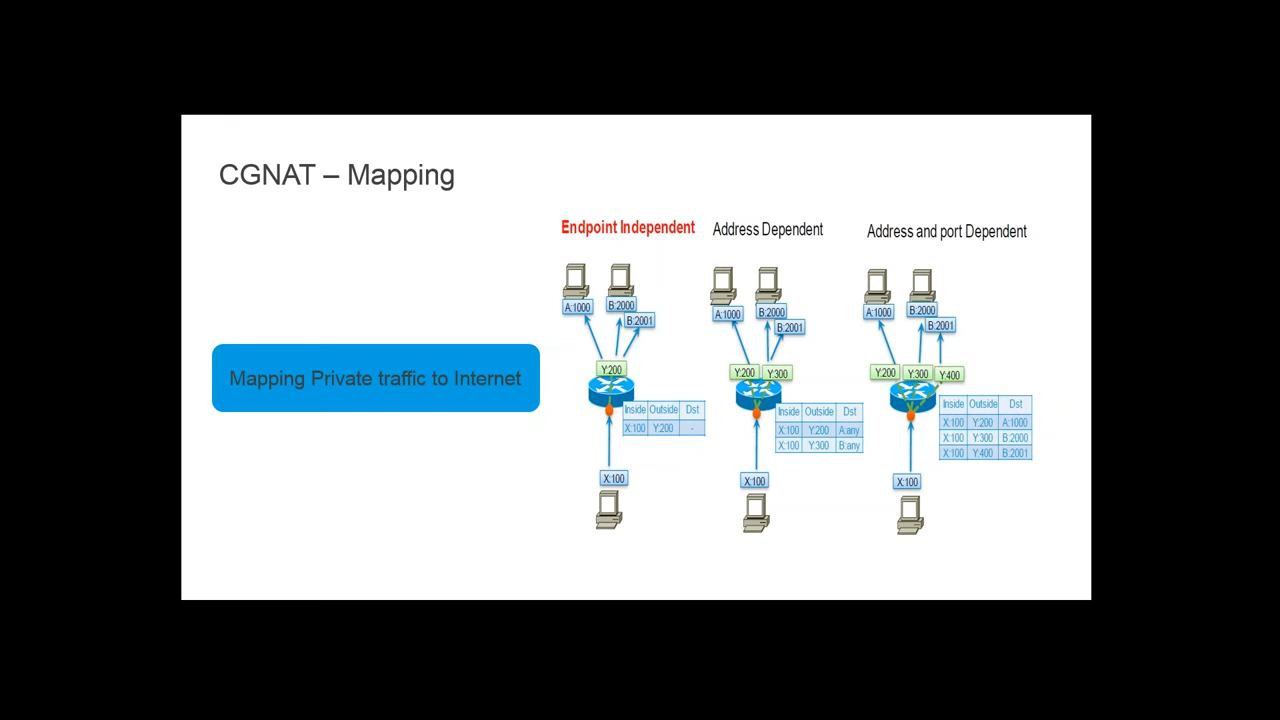 CGNAT – Mapping
Mapping Private traffic to Internet
Endpoint Independent
A:1000
B:2000
B:2001
Y:200
Inside Outside Dst
X:100 Y:200 -
X:100
Address Dependent
A:1000
B:2000
B:2001
Y:200 Y:300
Inside Outside Dst
X:100 Y:200 A:any
X:100 Y:300 B:any
X:100
Address and port Dependent
A:1000
B:2000
B:2001
Y:200 Y:300 Y:400
Inside Outside Dst
X:100 Y:200 A:1000
X:100 Y:300 B:2000
X:100 Y:400 B:2001
X:100